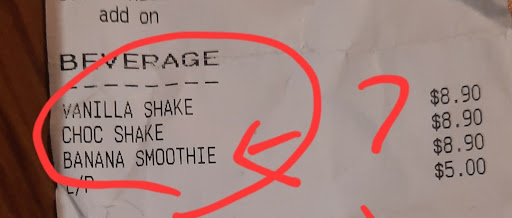 add on
BEVERAGE
--------
VANILLA SHAKE $8.90
CHOC SHAKE $8.90
BANANA SMOOTHIE $8.90
$5.00